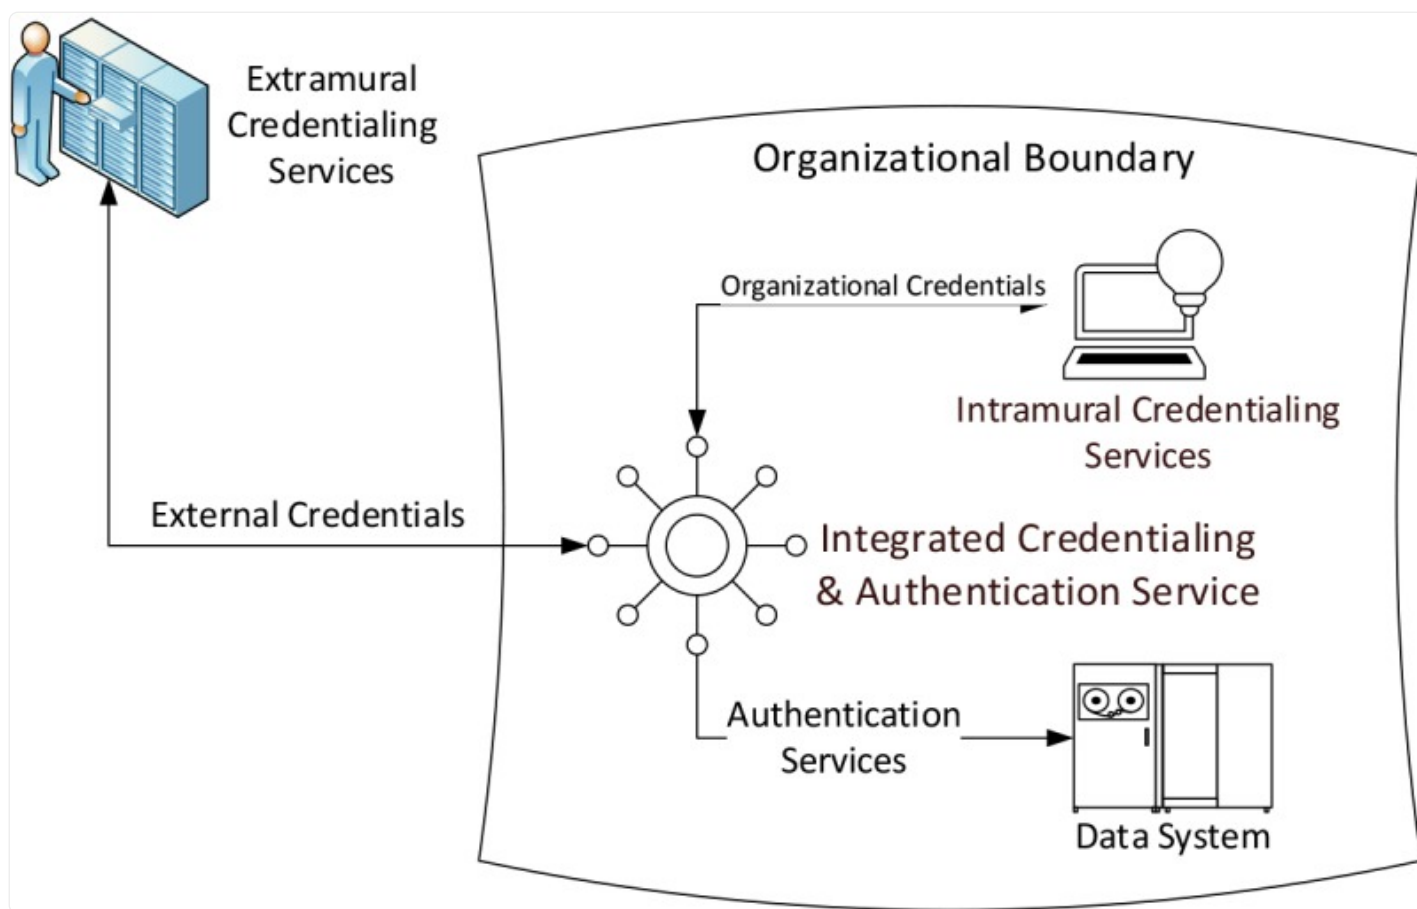 Extramural
Credentialing
Services
Organizational Boundary
Organizational Credentials
Intramural Credentialing
Services
External Credentials
Integrated Credentialing
& Authentication Service
Authentication
Services
Data System